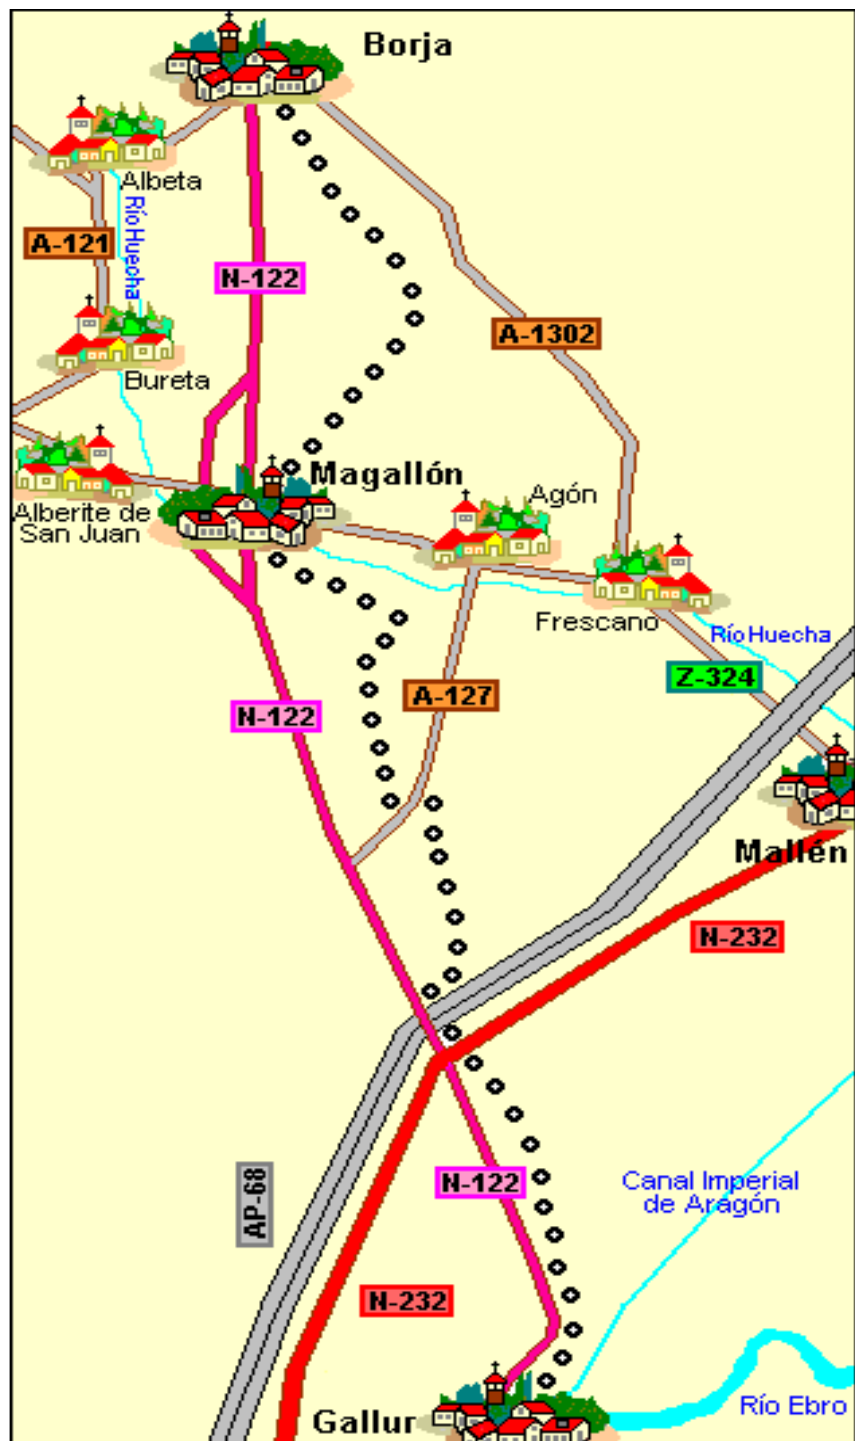 Borja
Albeta
Río Huecha
A-121
N-122
A-1302
Bureta
Magallón
Agón
Alberite de
San Juan
Frescano
Río Huecha
Z-324
A-127
N-122
Mallén
N-232
AP-68
N-122
Canal Imperial
de Aragón
N-232
Río Ebro
Gallur